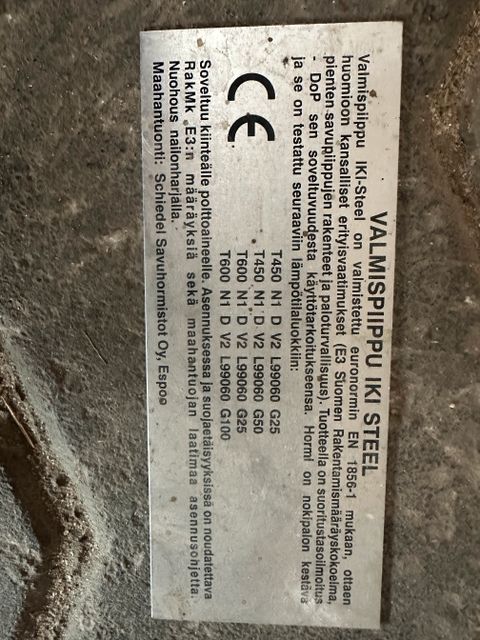 VALMISPIIPPU IKI STEEL
Valmispiippu IKI-Steel on valmistettu euronormin EN 1856-1 mukaan, ottaen
huomioon kansalliset erityisvaatimukset (E3 Suomen Rakentamismääräyskokoelma,
pienten savupiippujen rakenteet ja paloturvallisuus). Tuotteella on suoritustasoilmoitus
- DoP sen soveltuvuudesta käyttötarkoitukseensa. Hormi on nokipalon kestävä
ja se on testattu seuraaviin lämpötilaluokkiin:
CE
T450 N1 D V2 L99060 G25
T450 N1 D V2 L99060 G50
T600 N1 D V2 L99060 G25
T600 N1 D V2 L99060 G100
Soveltuu kiinteälle polttoaineelle. Asennuksessa ja suojaetäisyyksissä on noudatettava
RakMk E3:n määräyksiä sekä maahantuojan laatimaa asennusohjetta.
Nuohous nailonharjalla.
Maahantuonti: Schiedel Savuhormistot Oy, Espoo